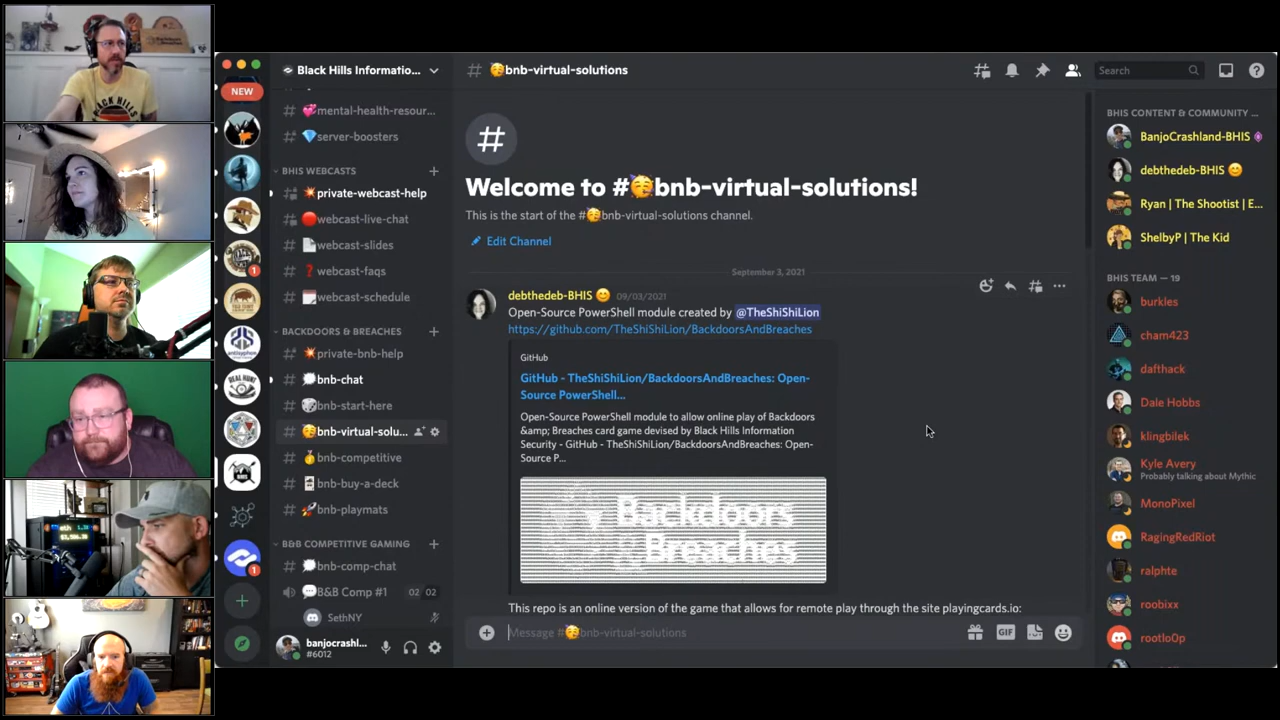 BLACK HILLS
NEW
1
1
Black Hills Informatio...
# 💞mental-health-resour...
# 💎server-boosters
BHIS WEBCASTS
# 💥private-webcast-help
# 🔴webcast-live-chat
# 📄webcast-slides
# ❓webcast-faqs
# 📅webcast-schedule
BACKDOORS & BREACHES
# 💥private-bnb-help
# 💭bnb-chat
# 🎲bnb-start-here
# 🥳bnb-virtual-solu...
# 🥇bnb-competitive
# 🃏bnb-buy-a-deck
# 🚀bnb-playmats
B&B COMPETITIVE GAMING
# 💭bnb-comp-chat
💬B&B Comp #1 02 02
SethNY
banjocrashl...
#6012
# 🥳bnb-virtual-solutions
Search
#
Welcome to #🥳bnb-virtual-solutions!
This is the start of the #🥳bnb-virtual-solutions channel.
Edit Channel
September 3, 2021
debthedeb-BHIS 😊 09/03/2021
Open-Source PowerShell module created by @TheShiShiLion
https://github.com/TheShiShiLion/BackdoorsAndBreaches
GitHub
GitHub - TheShiShiLion/BackdoorsAndBreaches: Open-
Source PowerShell...
Open-Source PowerShell module to allow online play of Backdoors
&amp; Breaches card game devised by Black Hills Information
Security - GitHub - TheShiShiLion/BackdoorsAndBreaches: Open-
Source P...
Backdoors
Breaches
This repo is an online version of the game that allows for remote play through the site playingcards.io:
Message #🥳bnb-virtual-solutions
GIF
BHIS CONTENT & COMMUNITY ...
BanjoCrashland-BHIS
debthedeb-BHIS 😊
Ryan | The Shootist | E...
ShelbyP | The Kid
BHIS TEAM — 19
burkles
cham423
dafthack
Dale Hobbs
klingbilek
Kyle Avery
Probably talking about Mythic
MonoPixel
RagingRedRiot
ralphte
roobixx
rootlo0p